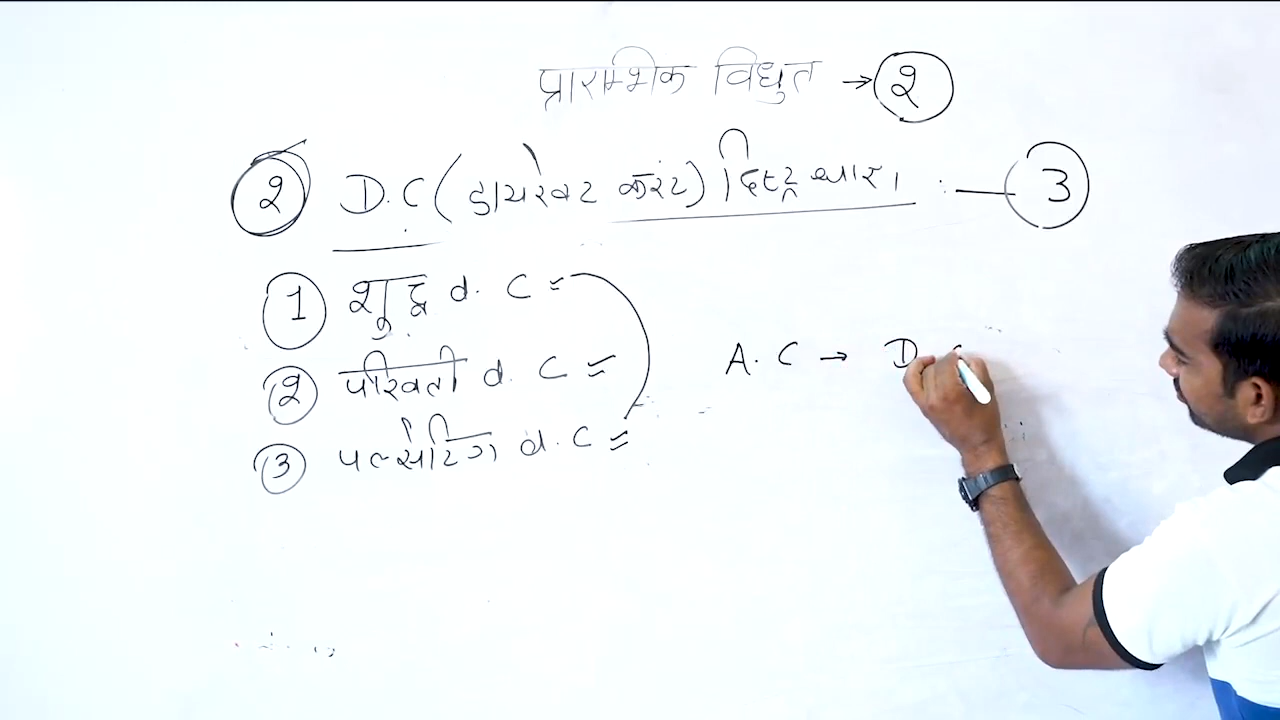 प्रारम्भिक विधुत → २
२ D.C ( डायरेक्ट करंट ) दिष्ट धारा :— 3
1 शुद्ध d.c =
२ परिवर्ती d.c =
3 पल्सेटिंग d.c =
A.C → D.C